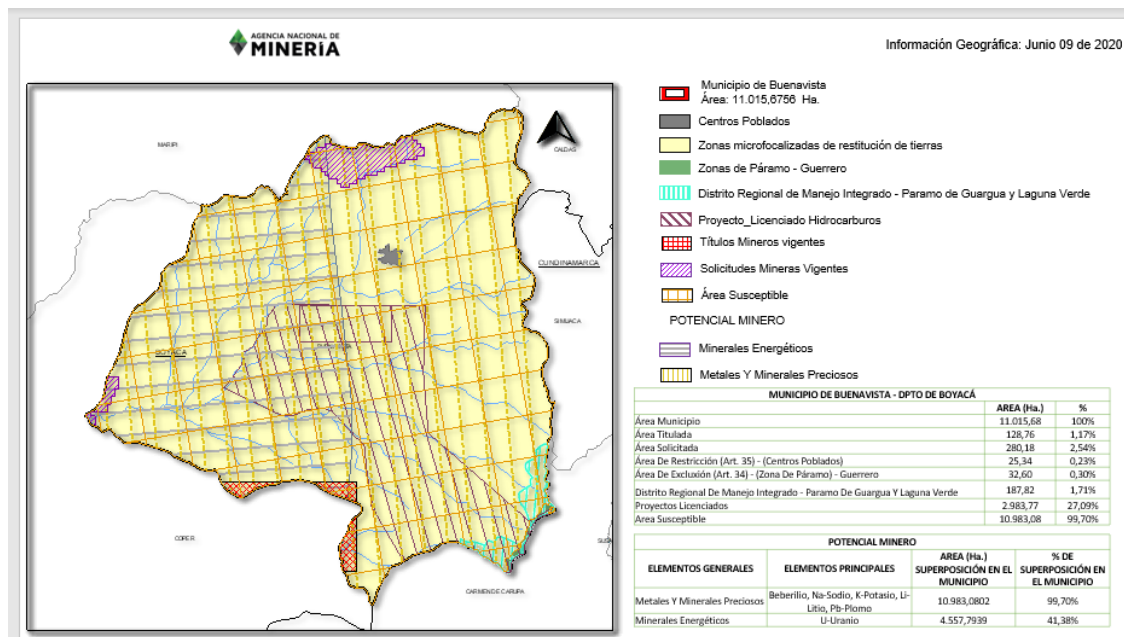 AGENCIA NACIONAL DE
MINERÍA
Información Geográfica: Junio 09 de 2020
Municipio de Buenavista
Área: 11.015,6756 Ha.
Centros Poblados
Zonas microfocalizadas de restitución de tierras
Zonas de Páramo - Guerrero
Distrito Regional de Manejo Integrado - Paramo de Guargua y Laguna Verde
Proyecto_Licenciado Hidrocarburos
Títulos Mineros vigentes
Solicitudes Mineras Vigentes
Área Susceptible
POTENCIAL MINERO
Minerales Energéticos
Metales Y Minerales Preciosos
MARIPI
CALDAS
CUNDINAMARCA
SIMIJACA
BOYACA
COPER
CARMEN DE CARUPA
MUNICIPIO DE BUENAVISTA - DPTO DE BOYACÁ
AREA (Ha.) %
Área Municipio 11.015,68 100%
Área Titulada 128,76 1,17%
Área Solicitada 280,18 2,54%
Área De Restricción (Art. 35) - (Centros Poblados) 25,34 0,23%
Área De Exclusión (Art. 34) - (Zona De Páramo) - Guerrero 32,60 0,30%
Distrito Regional De Manejo Integrado - Paramo De Guargua Y Laguna Verde 187,82 1,71%
Proyectos Licenciados 2.983,77 27,09%
Area Susceptible 10.983,08 99,70%
POTENCIAL MINERO
ELEMENTOS GENERALES ELEMENTOS PRINCIPALES AREA (Ha.) SUPERPOSICIÓN EN EL MUNICIPIO % DE SUPERPOSICIÓN EN EL MUNICIPIO
Metales Y Minerales Preciosos Beberilio, Na-Sodio, K-Potasio, Li-Litio, Pb-Plomo 10.983,0802 99,70%
Minerales Energéticos U-Uranio 4.557,7939 41,38%